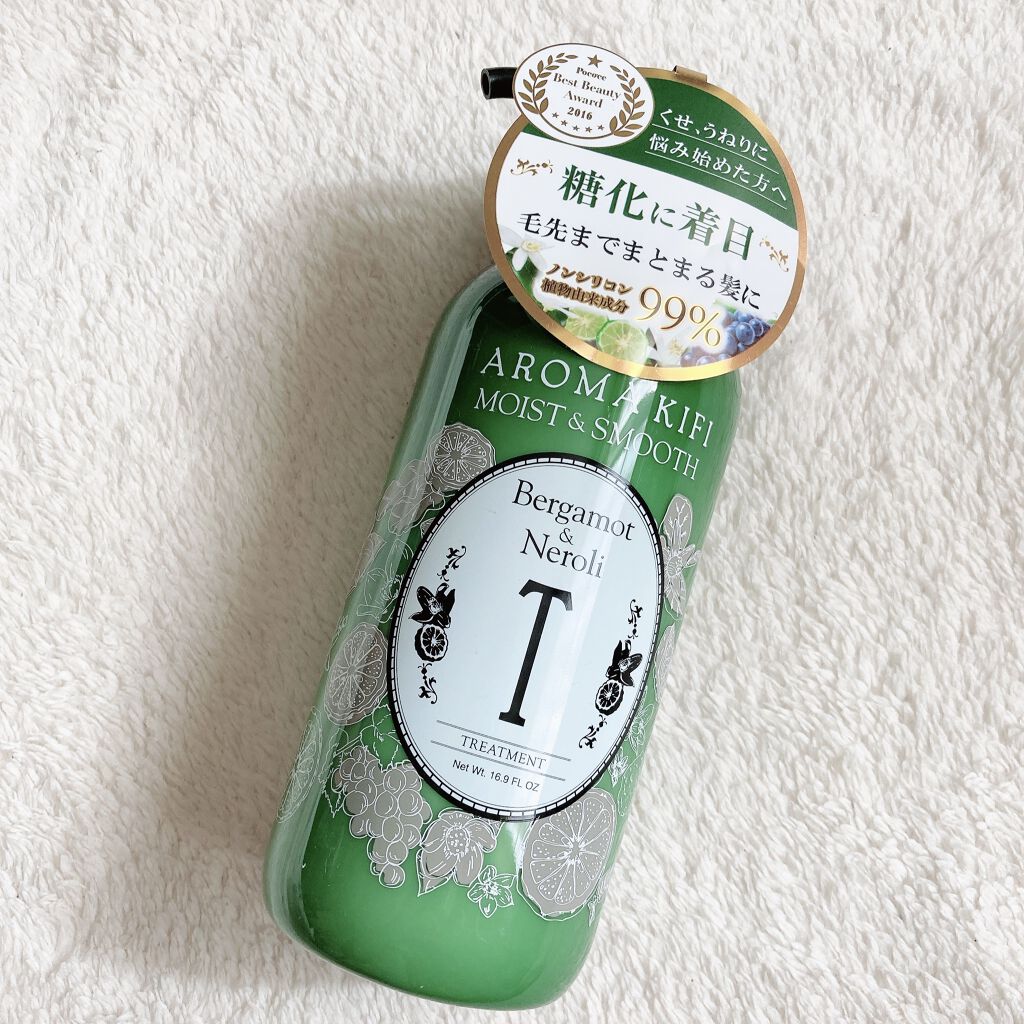 Pococe
Best Beauty
Award
2016
くせ、うねりに
悩み始めた方へ
糖化に着目
毛先までまとまる髪に
ノンシリコン
植物由来成分
99%
AROMA KIFI
MOIST & SMOOTH
Bergamot
&
Neroli
T
TREATMENT
Net Wt. 16.9 FL OZ